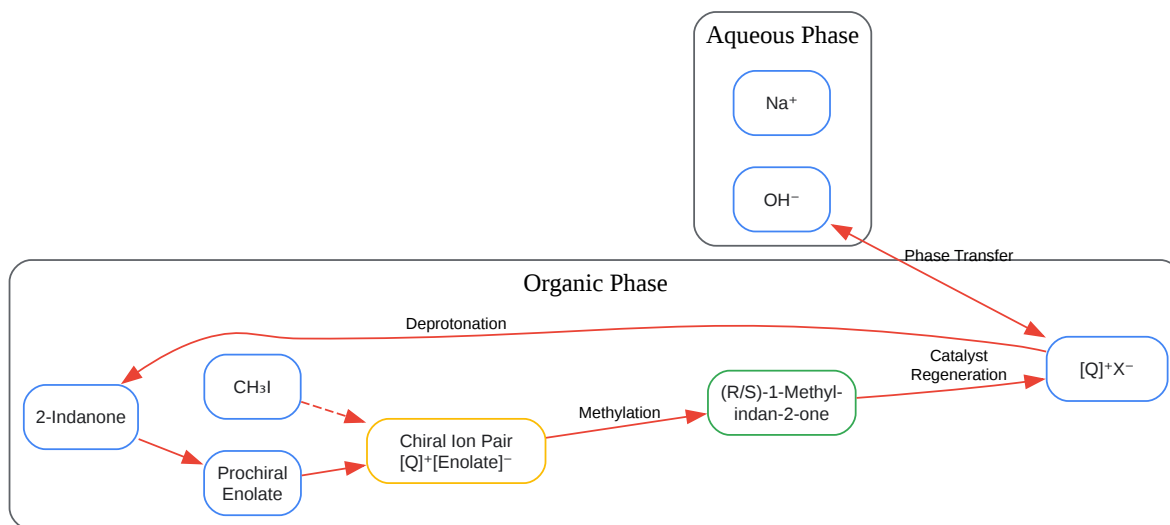 Aqueous Phase
Na⁺
OH⁻
Phase Transfer
Organic Phase
Deprotonation
CH₃I
2-Indanone
Prochiral
Enolate
Chiral Ion Pair
[Q]⁺[Enolate]⁻
Methylation
(R/S)-1-Methyl-
indan-2-one
Catalyst
Regeneration
[Q]⁺X⁻